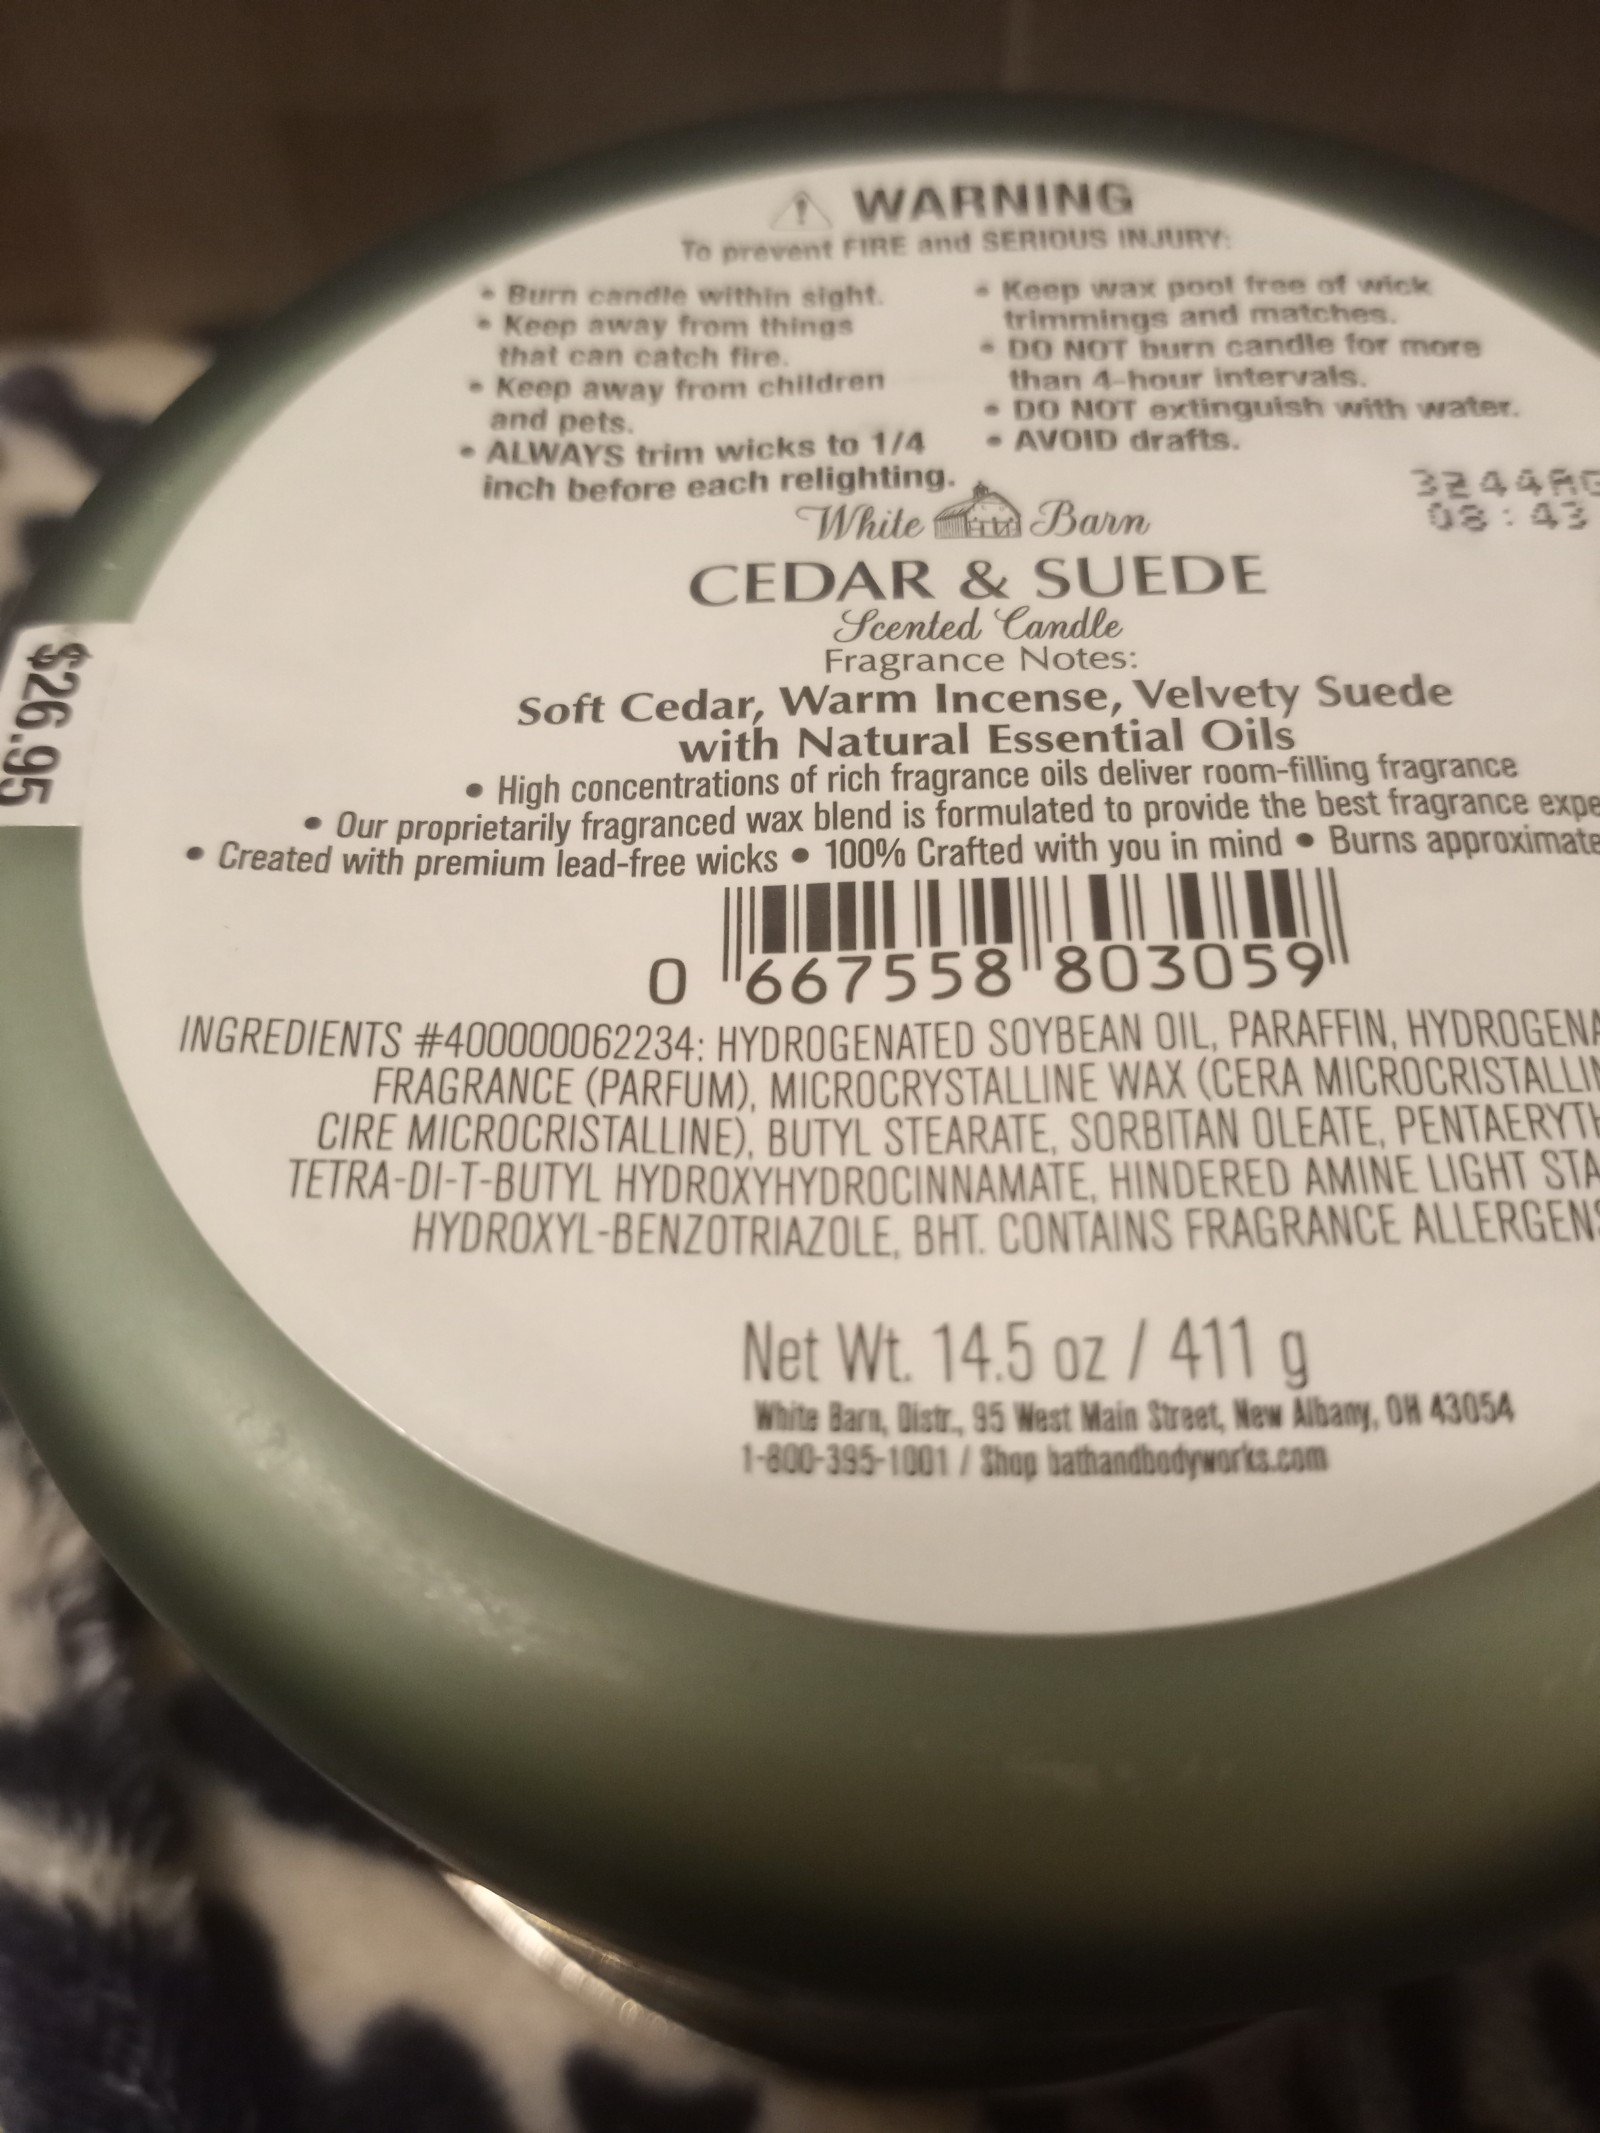 WARNING
To prevent FIRE and SERIOUS INJURY:
• Burn candle within sight.
• Keep away from things
that can catch fire.
• Keep away from children
and pets.
• ALWAYS trim wicks to 1/4
inch before each relighting.
• Keep wax pool free of wick
trimmings and matches.
• DO NOT burn candle for more
than 4-hour intervals.
• DO NOT extinguish with water.
• AVOID drafts.
08:43
White Barn
CEDAR & SUEDE
Scented Candle
Fragrance Notes:
Soft Cedar, Warm Incense, Velvety Suede
with Natural Essential Oils
• High concentrations of rich fragrance oils deliver room-filling fragrance
• Our proprietarily fragranced wax blend is formulated to provide the best fragrance expe
• Created with premium lead-free wicks • 100% Crafted with you in mind • Burns approximate
$26.95
0 667558 803059
INGREDIENTS #400000062234: HYDROGENATED SOYBEAN OIL, PARAFFIN, HYDROGENA
FRAGRANCE (PARFUM), MICROCRYSTALLINE WAX (CERA MICROCRISTALLIN
CIRE MICROCRISTALLINE), BUTYL STEARATE, SORBITAN OLEATE, PENTAERYTH
TETRA-DI-T-BUTYL HYDROXYHYDROCINNAMATE, HINDERED AMINE LIGHT STA
HYDROXYL-BENZOTRIAZOLE, BHT. CONTAINS FRAGRANCE ALLERGENS
Net Wt. 14.5 oz / 411 g
White Barn, Distr., 95 West Main Street, New Albany, OH 43054
1-800-395-1001 / Shop bathandbodyworks.com